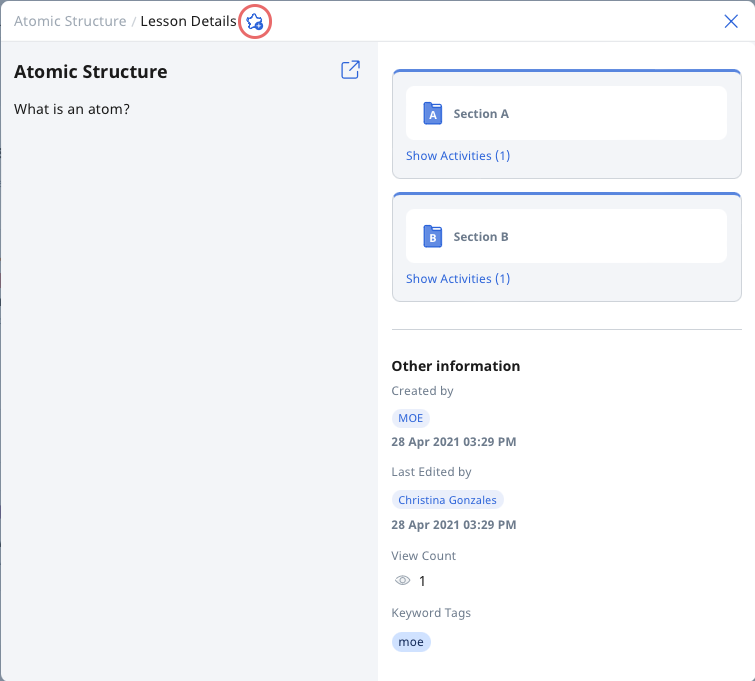 Atomic Structure / Lesson Details
Atomic Structure
What is an atom?
A Section A
Show Activities (1)
B Section B
Show Activities (1)
Other information
Created by
MOE
28 Apr 2021 03:29 PM
Last Edited by
Christina Gonzales
28 Apr 2021 03:29 PM
View Count
1
Keyword Tags
moe